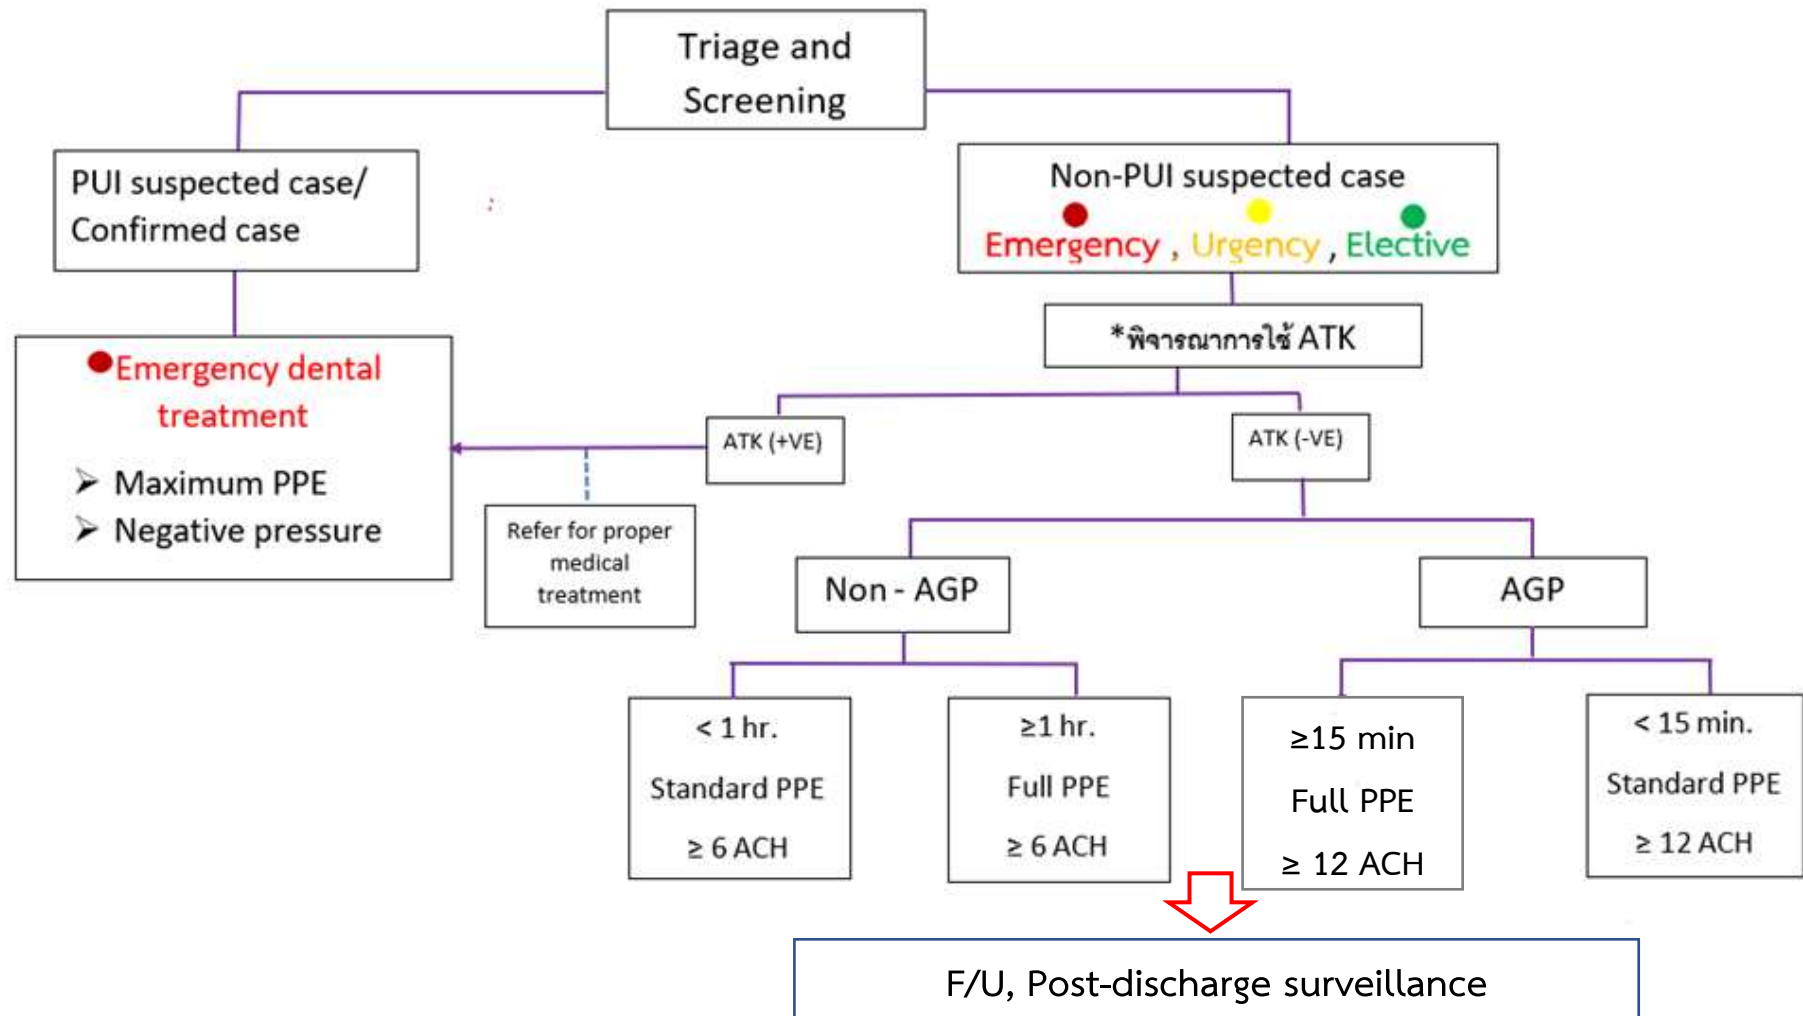 Triage and
Screening
PUI suspected case/
Confirmed case
Non-PUI suspected case
Emergency , Urgency , Elective
*พิจารณาการใช้ ATK
Emergency dental
treatment
➢ Maximum PPE
➢ Negative pressure
ATK (+VE)
ATK (-VE)
Refer for proper
medical
treatment
Non - AGP
AGP
< 1 hr.
Standard PPE
≥ 6 ACH
≥1 hr.
Full PPE
≥ 6 ACH
≥15 min
Full PPE
≥ 12 ACH
< 15 min.
Standard PPE
≥ 12 ACH
F/U, Post-discharge surveillance